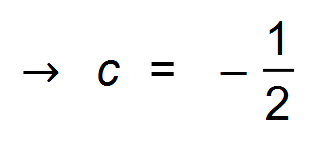 → c = – 1/2